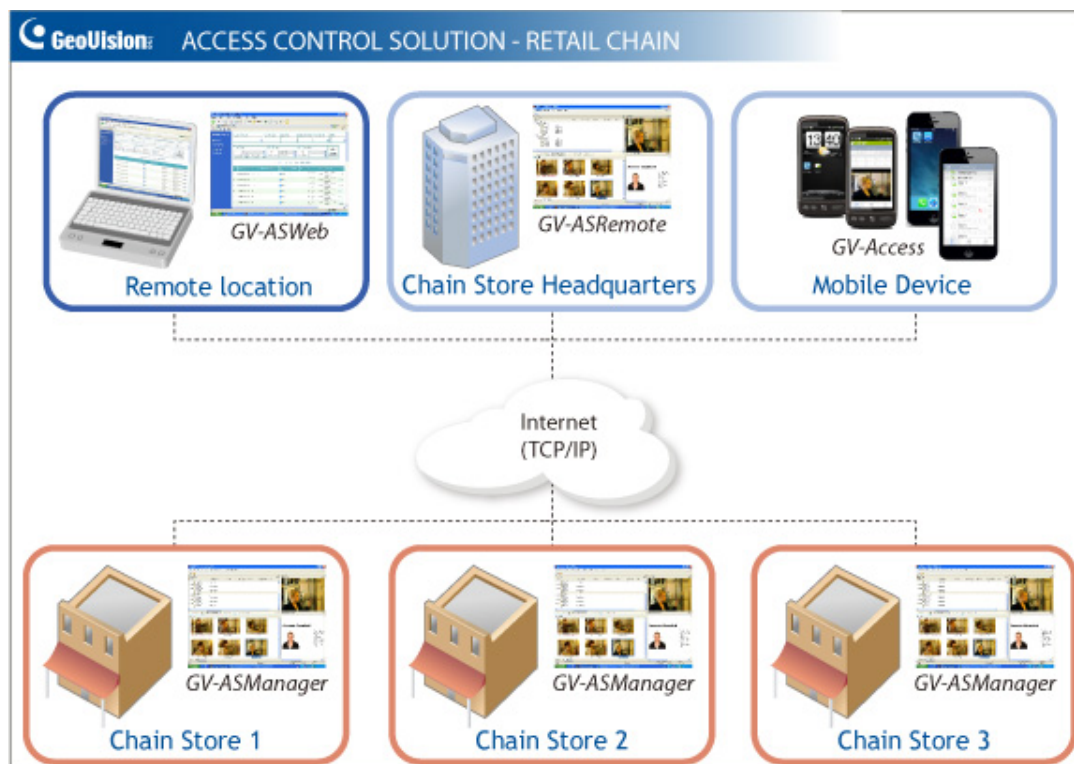 GeoVision
ACCESS CONTROL SOLUTION - RETAIL CHAIN
GV-ASWeb
Remote location
GV-ASRemote
Chain Store Headquarters
GV-Access
Mobile Device
Internet
(TCP/IP)
GV-ASManager
Chain Store 1
GV-ASManager
Chain Store 2
GV-ASManager
Chain Store 3